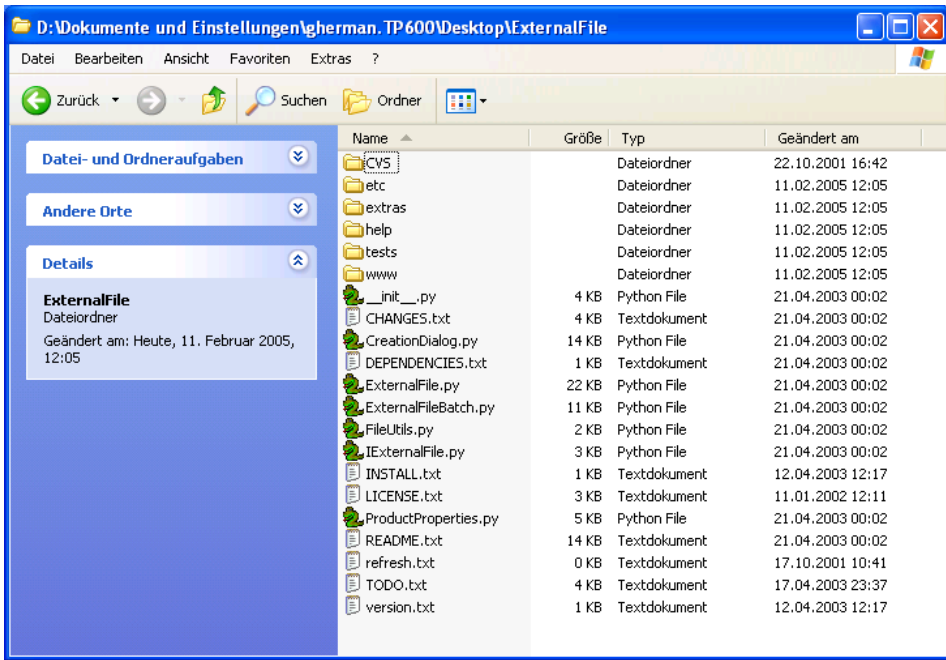 D:\Dokumente und Einstellungen\gherman.TP600\Desktop\ExternalFile
Datei Bearbeiten Ansicht Favoriten Extras ?
Zurück Suchen Ordner
Datei- und Ordneraufgaben
Andere Orte
Details
ExternalFile
Dateiordner
Geändert am: Heute, 11. Februar 2005,
12:05
Name Größe Typ Geändert am
CVS Dateiordner 22.10.2001 16:42
etc Dateiordner 11.02.2005 12:05
extras Dateiordner 11.02.2005 12:05
help Dateiordner 11.02.2005 12:05
tests Dateiordner 11.02.2005 12:05
www Dateiordner 11.02.2005 12:05
__init__.py 4 KB Python File 21.04.2003 00:02
CHANGES.txt 4 KB Textdokument 21.04.2003 00:02
CreationDialog.py 14 KB Python File 21.04.2003 00:02
DEPENDENCIES.txt 1 KB Textdokument 21.04.2003 00:02
ExternalFile.py 22 KB Python File 21.04.2003 00:02
ExternalFileBatch.py 11 KB Python File 21.04.2003 00:02
FileUtils.py 2 KB Python File 21.04.2003 00:02
IExternalFile.py 3 KB Python File 21.04.2003 00:02
INSTALL.txt 1 KB Textdokument 12.04.2003 12:17
LICENSE.txt 3 KB Textdokument 11.01.2002 12:11
ProductProperties.py 5 KB Python File 21.04.2003 00:02
README.txt 14 KB Textdokument 21.04.2003 00:02
refresh.txt 0 KB Textdokument 17.10.2001 10:41
TODO.txt 4 KB Textdokument 17.04.2003 23:37
version.txt 1 KB Textdokument 12.04.2003 12:17